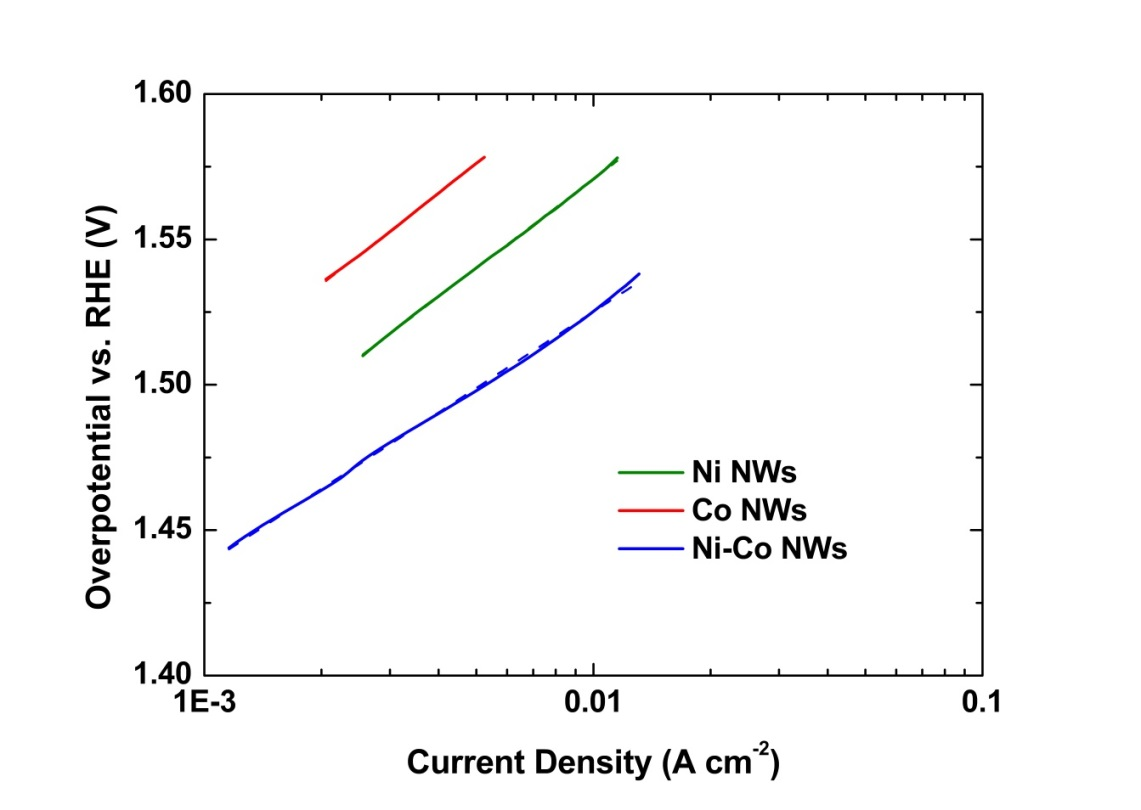 1.60
1.55
1.50
1.45
1.40
Overpotential vs. RHE (V)
Ni NWs
Co NWs
Ni-Co NWs
1E-3 0.01 0.1
Current Density (A cm⁻²)